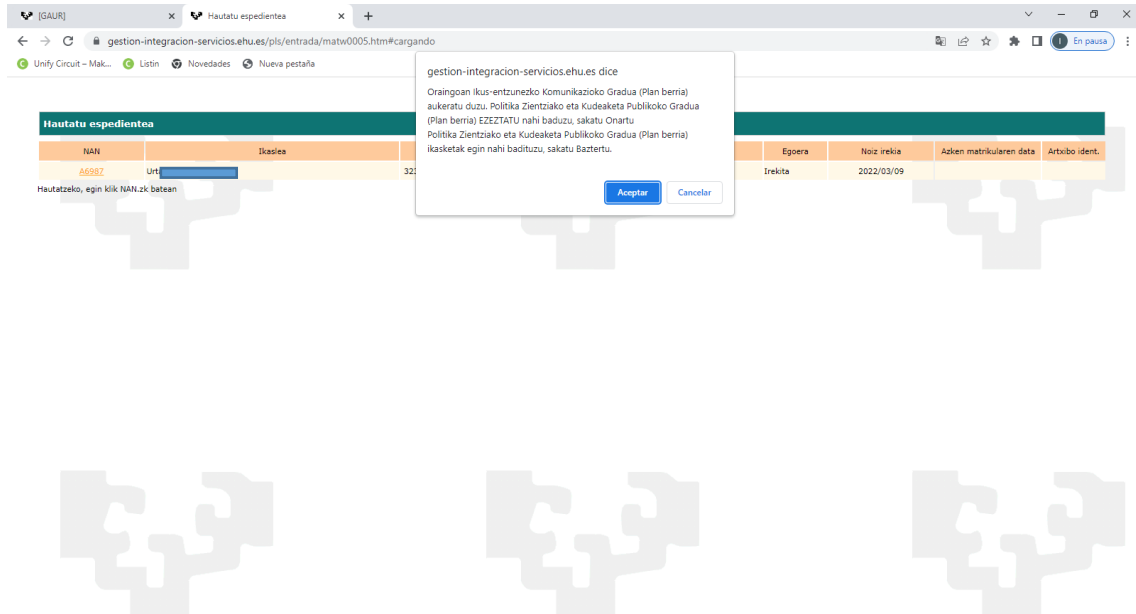 [GAUR]
Hautatu espedientea
gestion-integracion-servicios.ehu.es/pls/entrada/matw0005.htm#cargando
En pausa
Unify Circuit – Mak... Listin Novedades Nueva pestaña
gestion-integracion-servicios.ehu.es dice
Oraingoan Ikus-entzunezko Komunikazioko Gradua (Plan berria)
aukeratu duzu. Politika Zientziako eta Kudeaketa Publikoko Gradua
(Plan berria) EZEZTATU nahi baduzu, sakatu Onartu
Politika Zientziako eta Kudeaketa Publikoko Gradua (Plan berria)
ikasketak egin nahi badituzu, sakatu Baztertu.
Aceptar Cancelar
Hautatu espedientea
NAN Ikaslea Egoera Noiz irekia Azken matrikularen data Artxibo ident.
A6987 Urt 323 Irekita 2022/03/09
Hautatzeko, egin klik NAN.zk batean